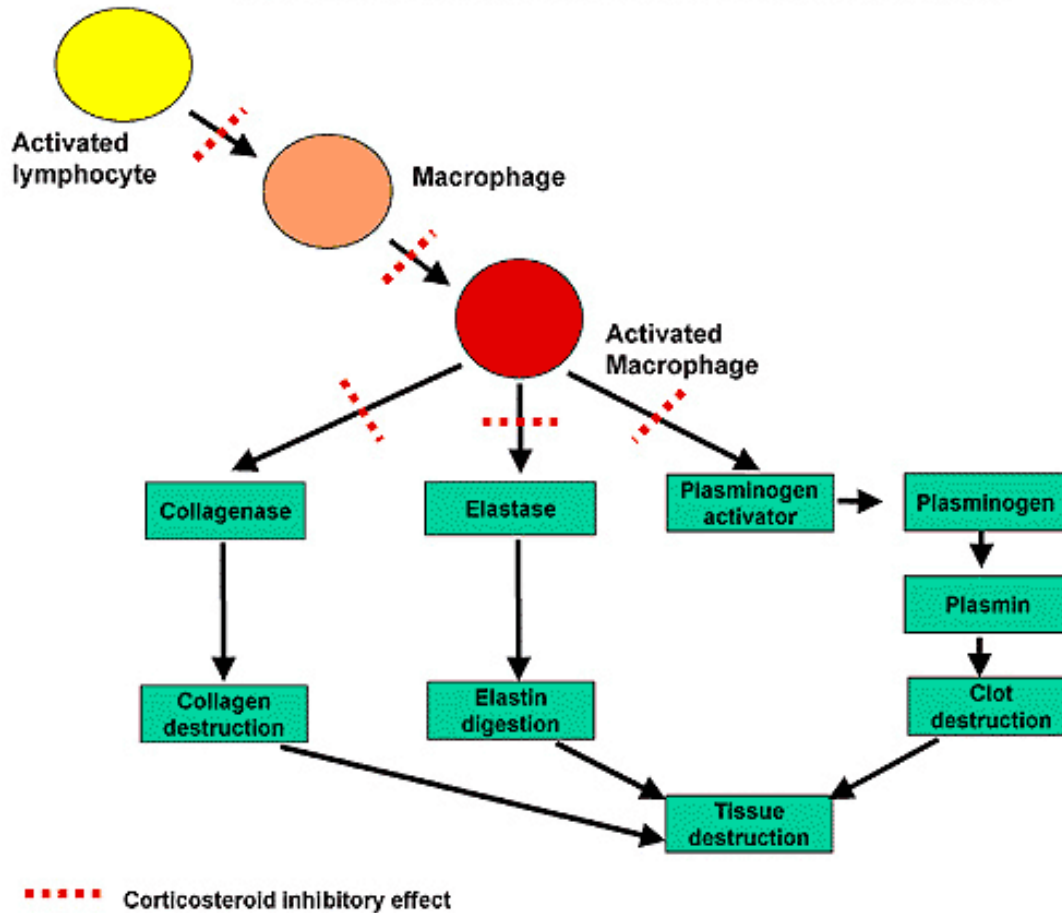 Activated
lymphocyte
Macrophage
Activated
Macrophage
Collagenase
Elastase
Plasminogen
activator
Plasminogen
Plasmin
Collagen
destruction
Elastin
digestion
Clot
destruction
Tissue
destruction
Corticosteroid inhibitory effect